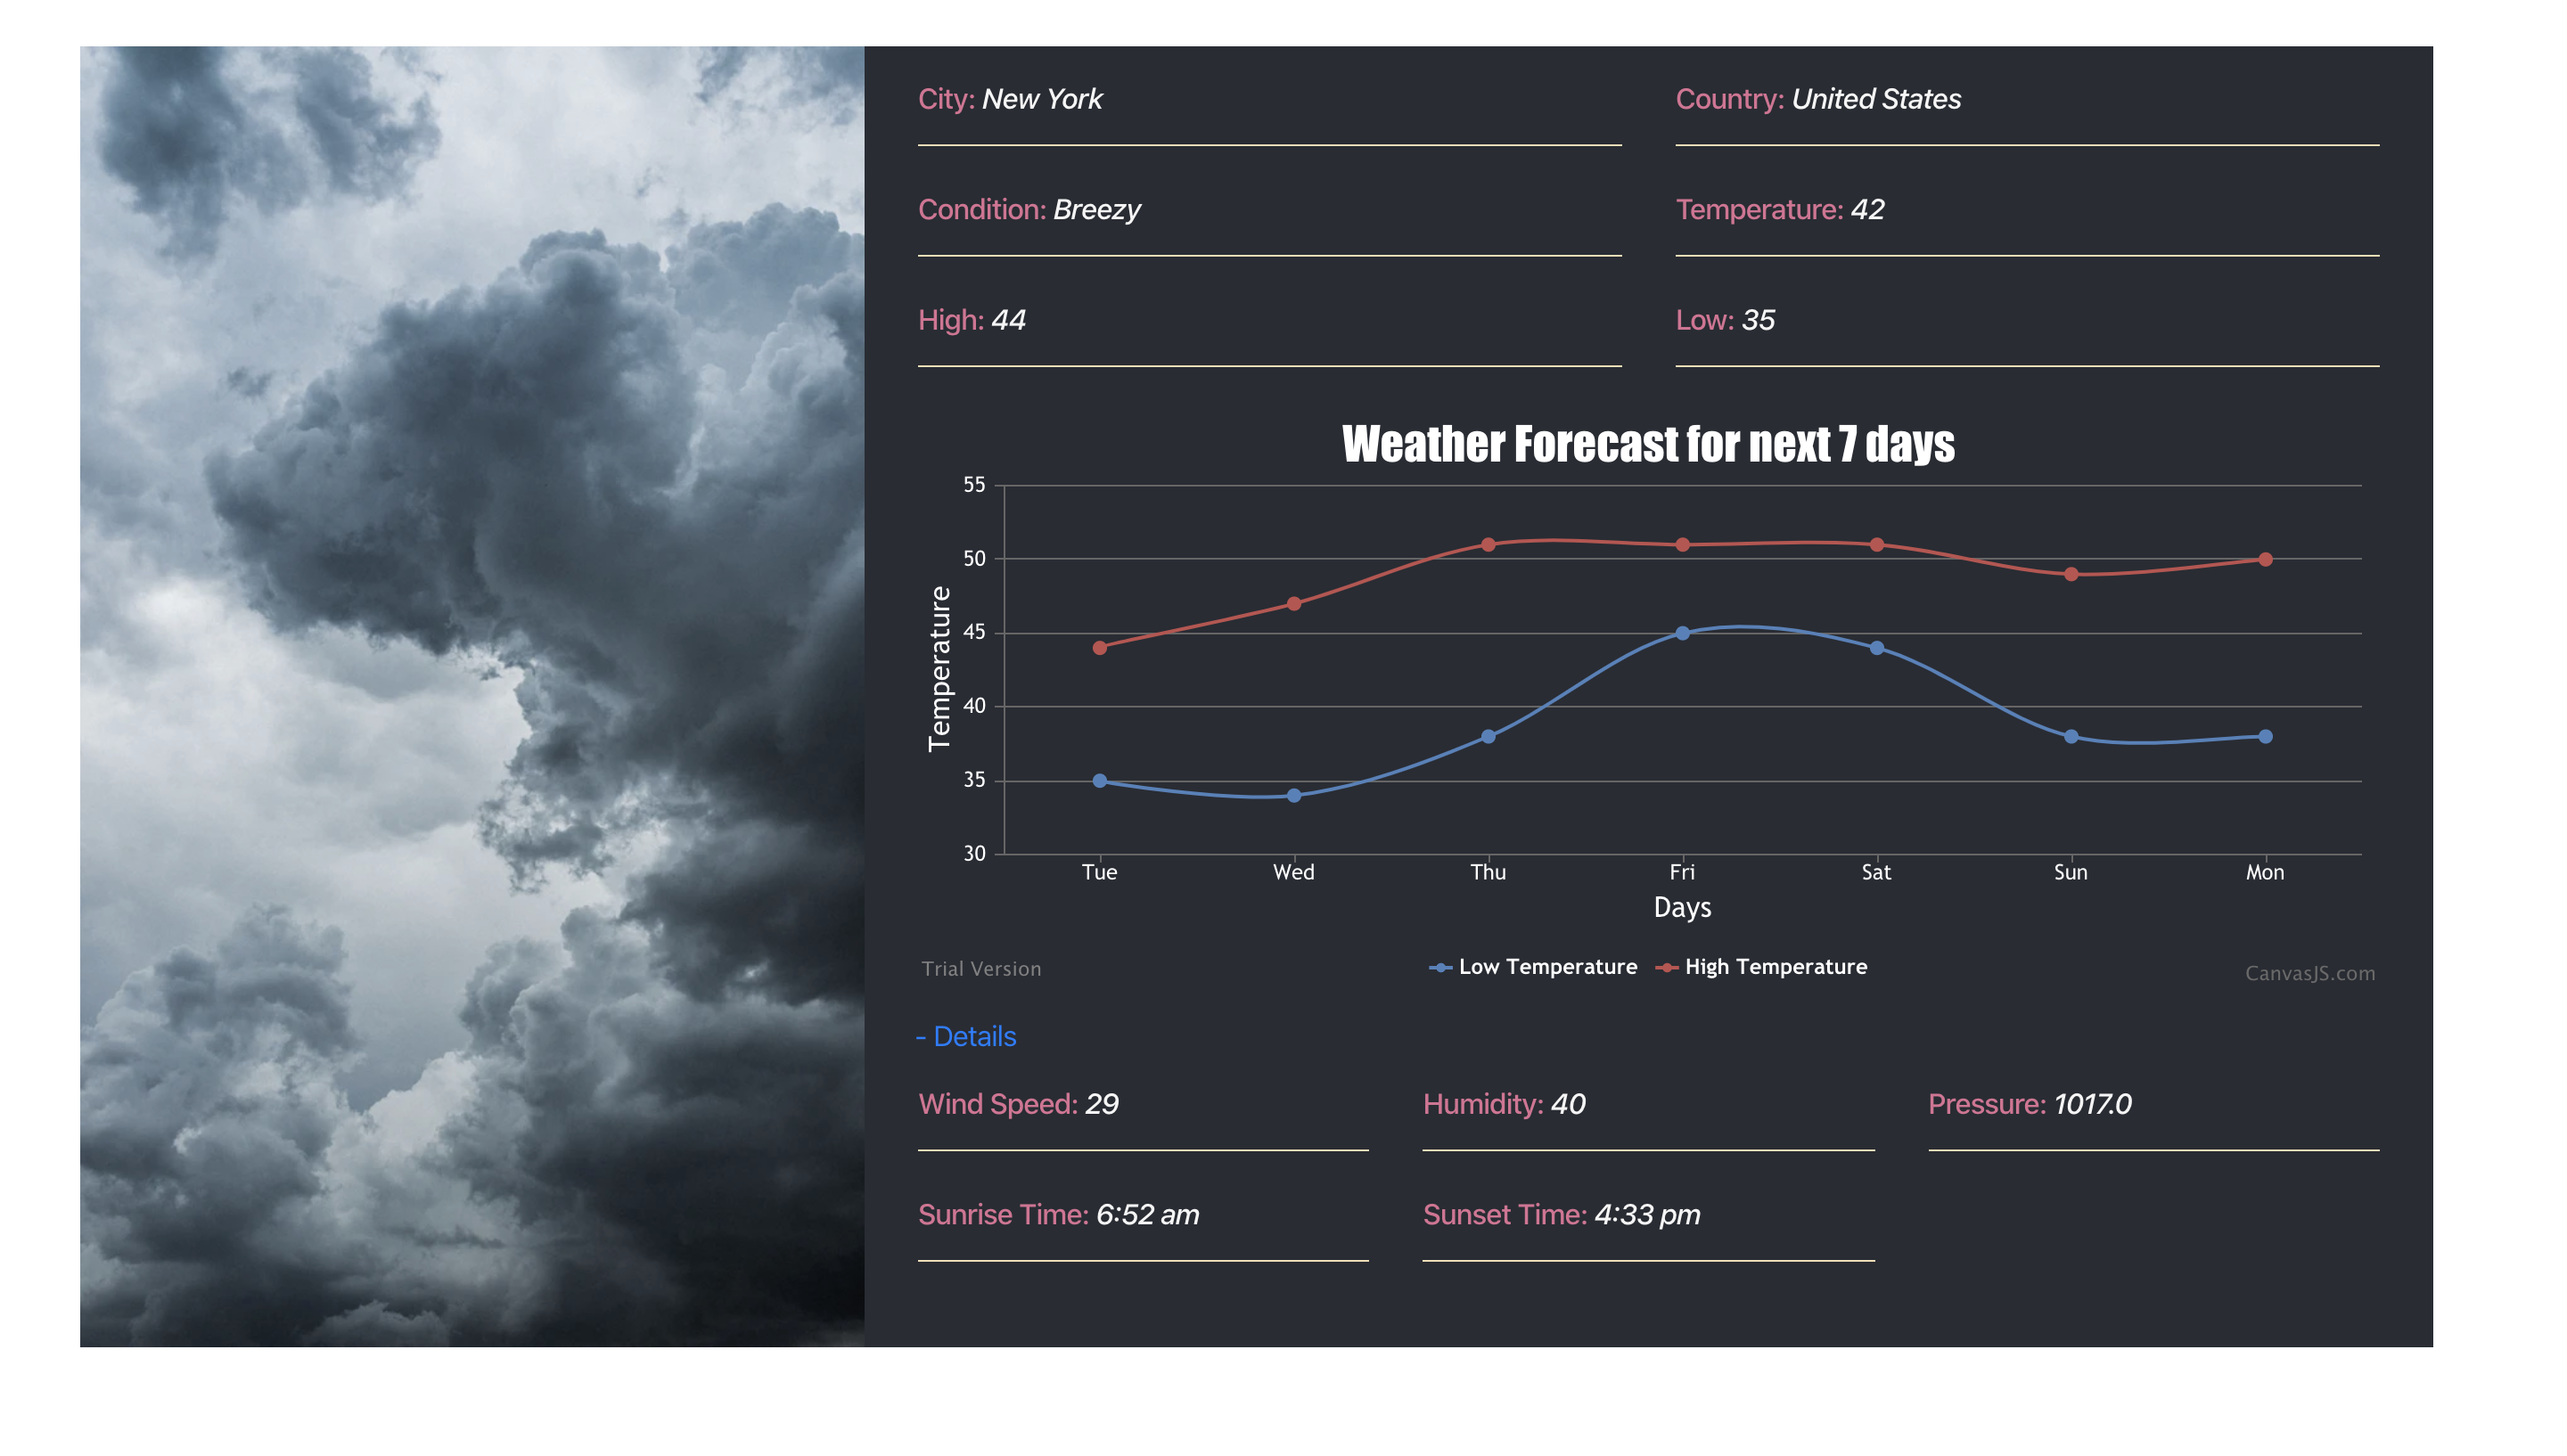 City: New York
Country: United States
Condition: Breezy
Temperature: 42
High: 44
Low: 35
Weather Forecast for next 7 days
Temperature
55
50
45
40
35
30
Tue Wed Thu Fri Sat Sun Mon
Days
Low Temperature High Temperature
Trial Version
CanvasJS.com
- Details
Wind Speed: 29
Humidity: 40
Pressure: 1017.0
Sunrise Time: 6:52 am
Sunset Time: 4:33 pm